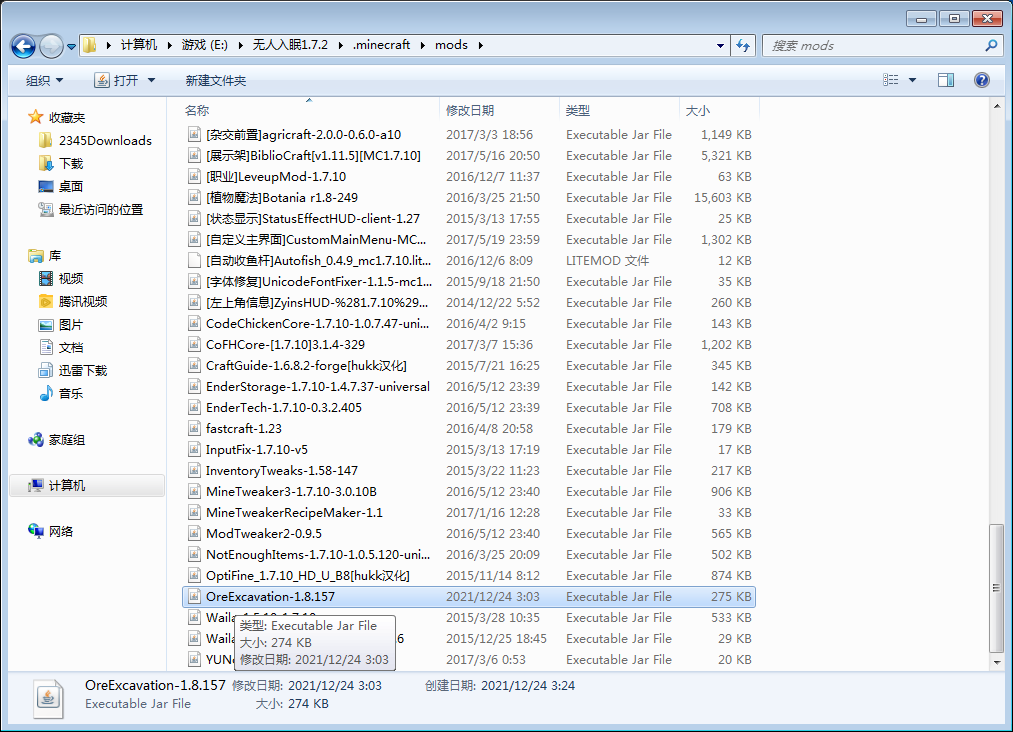 计算机 ▸ 游戏 (E:) ▸ 无人入眠1.7.2 ▸ .minecraft ▸ mods ▸
搜索 mods
组织 打开 新建文件夹
收藏夹
2345Downloads
下载
桌面
最近访问的位置
库
视频
腾讯视频
图片
文档
迅雷下载
音乐
家庭组
计算机
网络
名称 修改日期 类型 大小
[杂交前置]agricraft-2.0.0-0.6.0-a10 2017/3/3 18:56 Executable Jar File 1,149 KB
[展示架]BiblioCraft[v1.11.5][MC1.7.10] 2017/5/16 20:50 Executable Jar File 5,321 KB
[职业]LeveupMod-1.7.10 2016/12/7 11:37 Executable Jar File 63 KB
[植物魔法]Botania r1.8-249 2016/3/25 21:50 Executable Jar File 15,603 KB
[状态显示]StatusEffectHUD-client-1.27 2015/3/13 17:55 Executable Jar File 25 KB
[自定义主界面]CustomMainMenu-MC... 2017/5/19 23:59 Executable Jar File 1,302 KB
[自动收鱼杆]Autofish_0.4.9_mc1.7.10.lit... 2016/12/6 8:09 LITEMOD 文件 12 KB
[字体修复]UnicodeFontFixer-1.1.5-mc1... 2015/9/18 21:50 Executable Jar File 35 KB
[左上角信息]ZyinsHUD-%281.7.10%29... 2014/12/22 5:52 Executable Jar File 260 KB
CodeChickenCore-1.7.10-1.0.7.47-uni... 2016/4/2 9:15 Executable Jar File 143 KB
CoFHCore-[1.7.10]3.1.4-329 2017/3/7 15:36 Executable Jar File 1,202 KB
CraftGuide-1.6.8.2-forge[hukk汉化] 2015/7/21 16:25 Executable Jar File 345 KB
EnderStorage-1.7.10-1.4.7.37-universal 2016/5/12 23:39 Executable Jar File 142 KB
EnderTech-1.7.10-0.3.2.405 2016/5/12 23:39 Executable Jar File 708 KB
fastcraft-1.23 2016/4/8 20:58 Executable Jar File 179 KB
InputFix-1.7.10-v5 2015/3/13 17:19 Executable Jar File 17 KB
InventoryTweaks-1.58-147 2015/3/22 11:23 Executable Jar File 217 KB
MineTweaker3-1.7.10-3.0.10B 2016/5/12 23:40 Executable Jar File 906 KB
MineTweakerRecipeMaker-1.1 2017/1/16 12:28 Executable Jar File 33 KB
ModTweaker2-0.9.5 2016/5/12 23:40 Executable Jar File 565 KB
NotEnoughItems-1.7.10-1.0.5.120-uni... 2016/3/25 20:09 Executable Jar File 502 KB
OptiFine_1.7.10_HD_U_B8[hukk汉化] 2015/11/14 8:12 Executable Jar File 874 KB
OreExcavation-1.8.157 2021/12/24 3:03 Executable Jar File 275 KB
Waila 2015/3/28 10:35 Executable Jar File 533 KB
Waila 6 2015/12/25 18:45 Executable Jar File 29 KB
YUN 2017/3/6 0:53 Executable Jar File 20 KB
类型: Executable Jar File
大小: 274 KB
修改日期: 2021/12/24 3:03
OreExcavation-1.8.157 修改日期: 2021/12/24 3:03 创建日期: 2021/12/24 3:24
Executable Jar File 大小: 274 KB